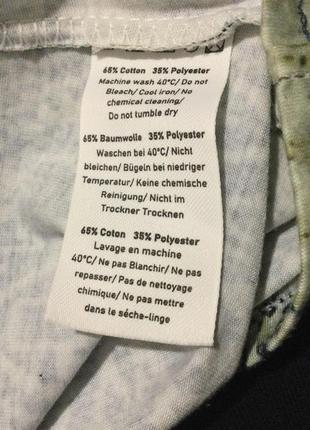 65% Cotton 35% Polyester
Machine wash 40°C/ Do not
Bleach/ Cool iron/ No
chemical cleaning/
Do not tumble dry
65% Baumwolle 35% Polyester
Waschen bei 40°C/ Nicht
bleichen/ Bügeln bei niedriger
Temperatur/ Keine chemische
Reinigung/ Nicht im
Trockner Trocknen
65% Coton 35% Polyester
Lavage en machine
40°C/ Ne pas Blanchir/ Ne pas
repasser/ Pas de nettoyage
chimique/ Ne pas mettre
dans le séche-linge